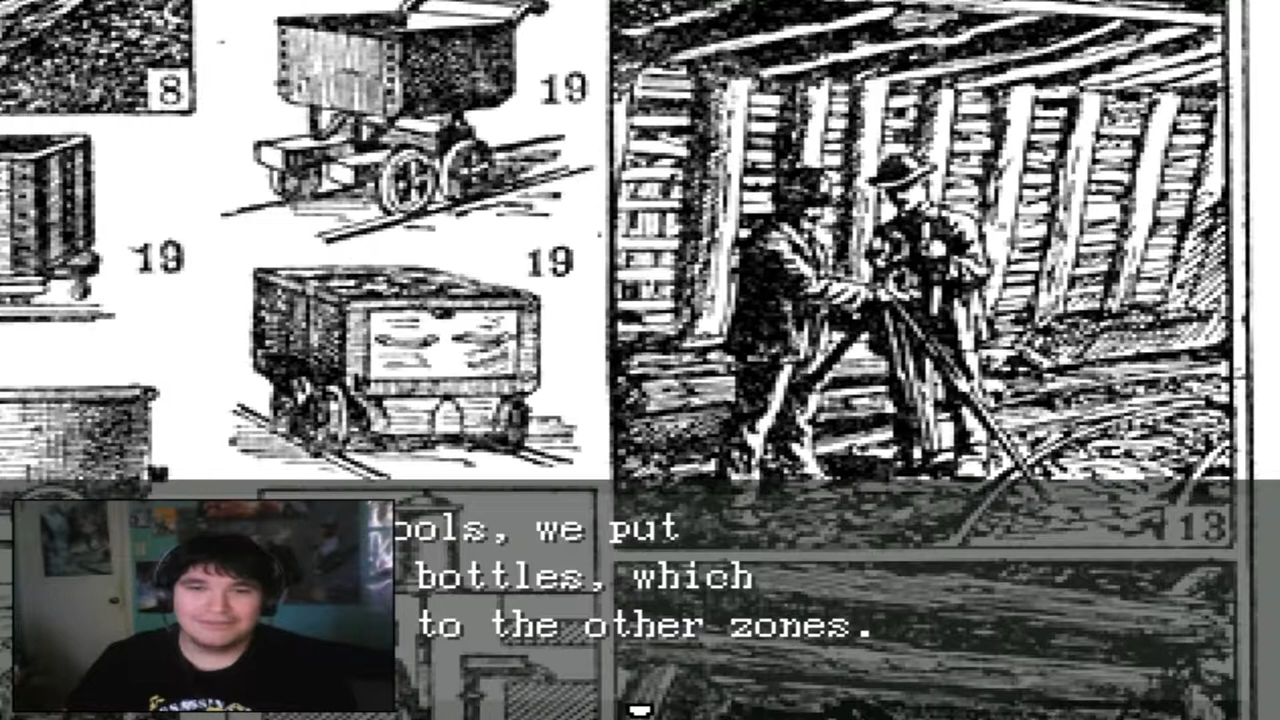 8
19
19
19
13
ools, we put
bottles, which
to the other zones.